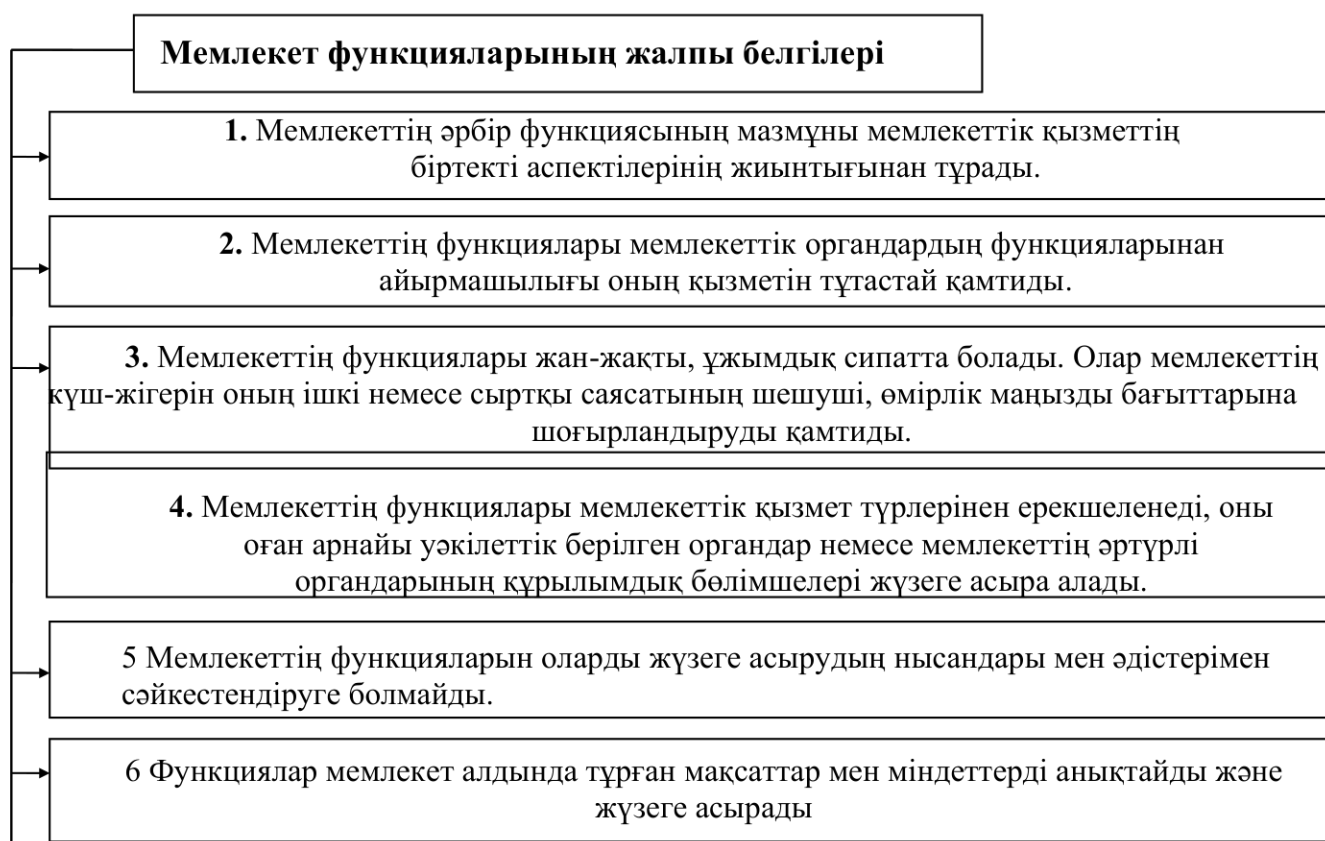 Мемлекет функцияларының жалпы белгілері
1. Мемлекеттің әрбір функциясының мазмұны мемлекеттік қызметтің
біртекті аспектілерінің жиынтығынан тұрады.
2. Мемлекеттің функциялары мемлекеттік органдардың функцияларынан
айырмашылығы оның қызметін тұтастай қамтиды.
3. Мемлекеттің функциялары жан-жақты, ұжымдық сипатта болады. Олар мемлекеттің
күш-жігерін оның ішкі немесе сыртқы саясатының шешуші, өмірлік маңызды бағыттарына
шоғырландыруды қамтиды.
4. Мемлекеттің функциялары мемлекеттік қызмет түрлерінен ерекшеленеді, оны
оған арнайы уәкілеттік берілген органдар немесе мемлекеттің әртүрлі
органдарының құрылымдық бөлімшелері жүзеге асыра алады.
5 Мемлекеттің функцияларын оларды жүзеге асырудың нысандары мен әдістерімен
сәйкестендіруге болмайды.
6 Функциялар мемлекет алдында тұрған мақсаттар мен міндеттерді анықтайды және
жүзеге асырады